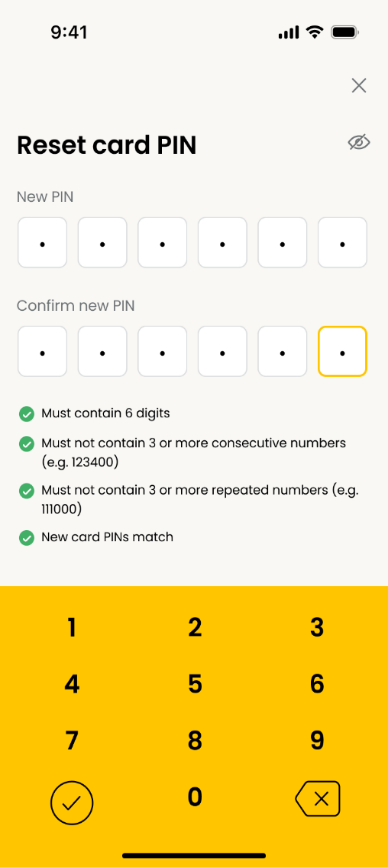 9:41
Reset card PIN
New PIN
Confirm new PIN
Must contain 6 digits
Must not contain 3 or more consecutive numbers
(e.g. 123400)
Must not contain 3 or more repeated numbers (e.g.
111000)
New card PINs match
1 2 3
4 5 6
7 8 9
0